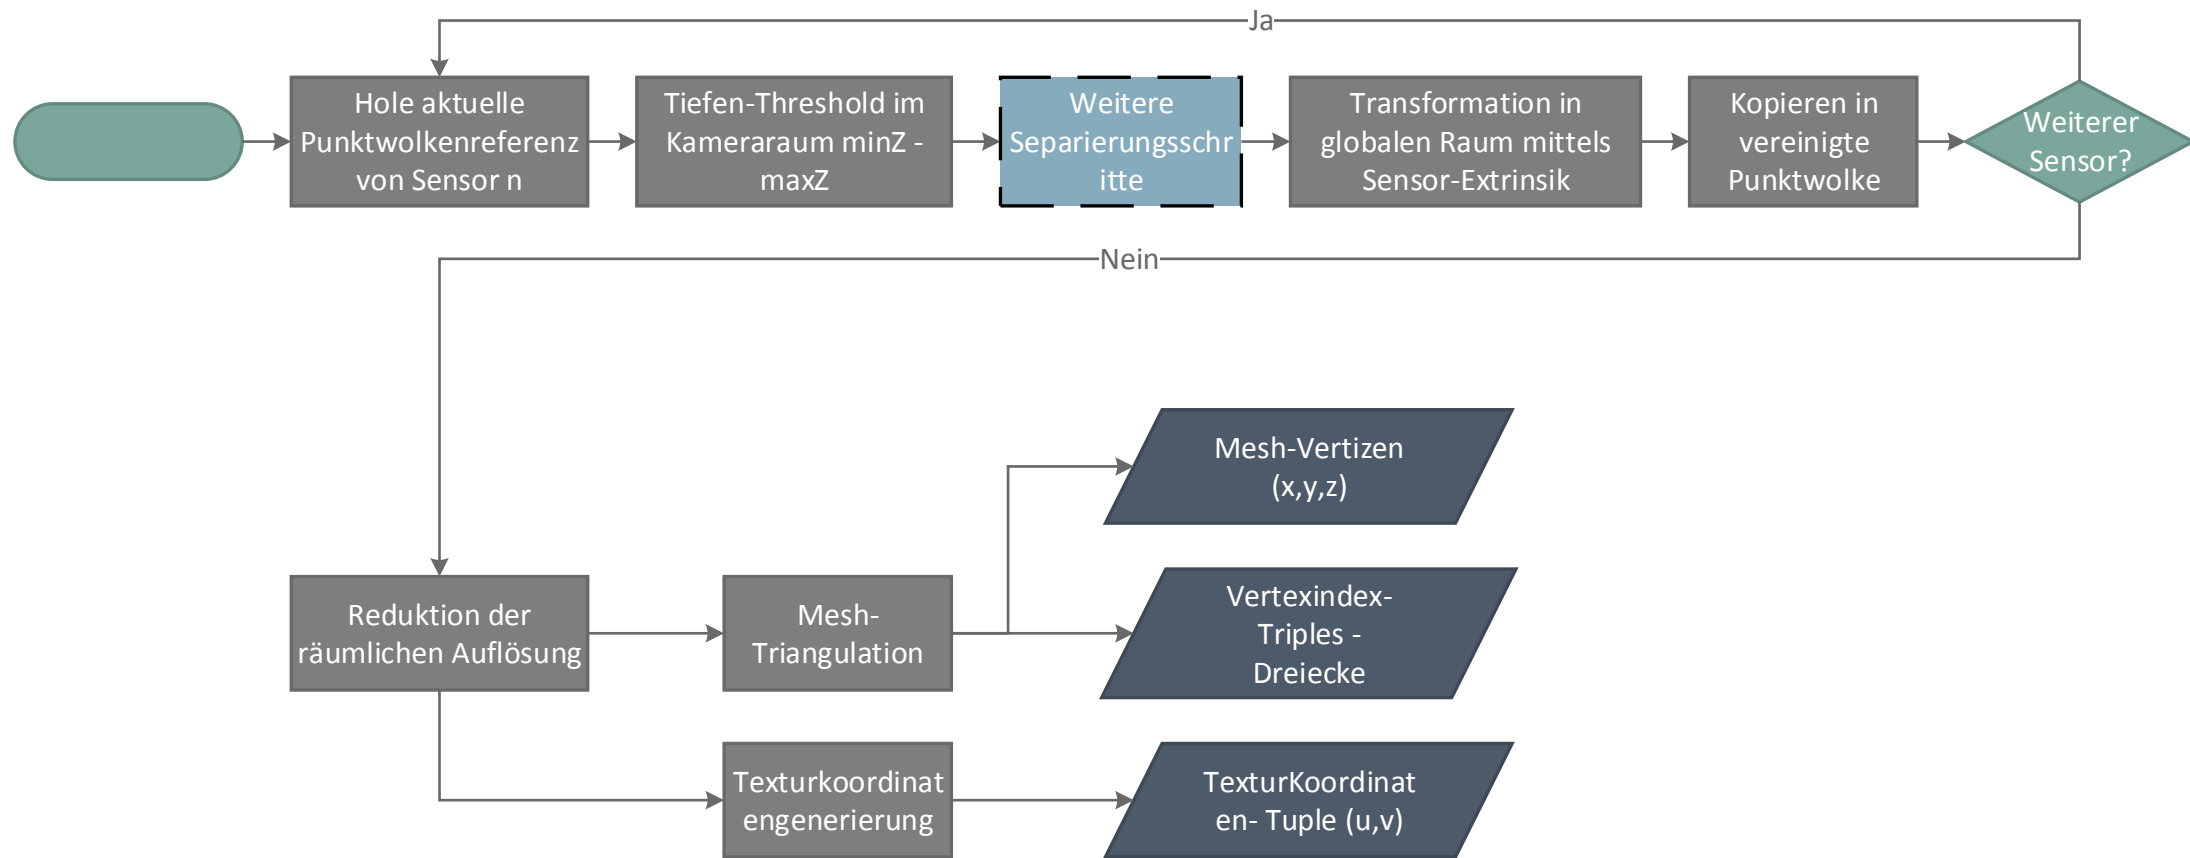 Ja
Hole aktuelle
Punktwolkenreferenz
von Sensor n
Tiefen-Threshold im
Kameraraum minZ -
maxZ
Weitere
Separierungsschr
itte
Transformation in
globalen Raum mittels
Sensor-Extrinsik
Kopieren in
vereinigte
Punktwolke
Weiterer
Sensor?
Nein
Mesh-Vertizen
(x,y,z)
Reduktion der
räumlichen Auflösung
Mesh-
Triangulation
Vertexindex-
Triples -
Dreiecke
Texturkoordinat
engenerierung
TexturKoordinat
en- Tuple (u,v)